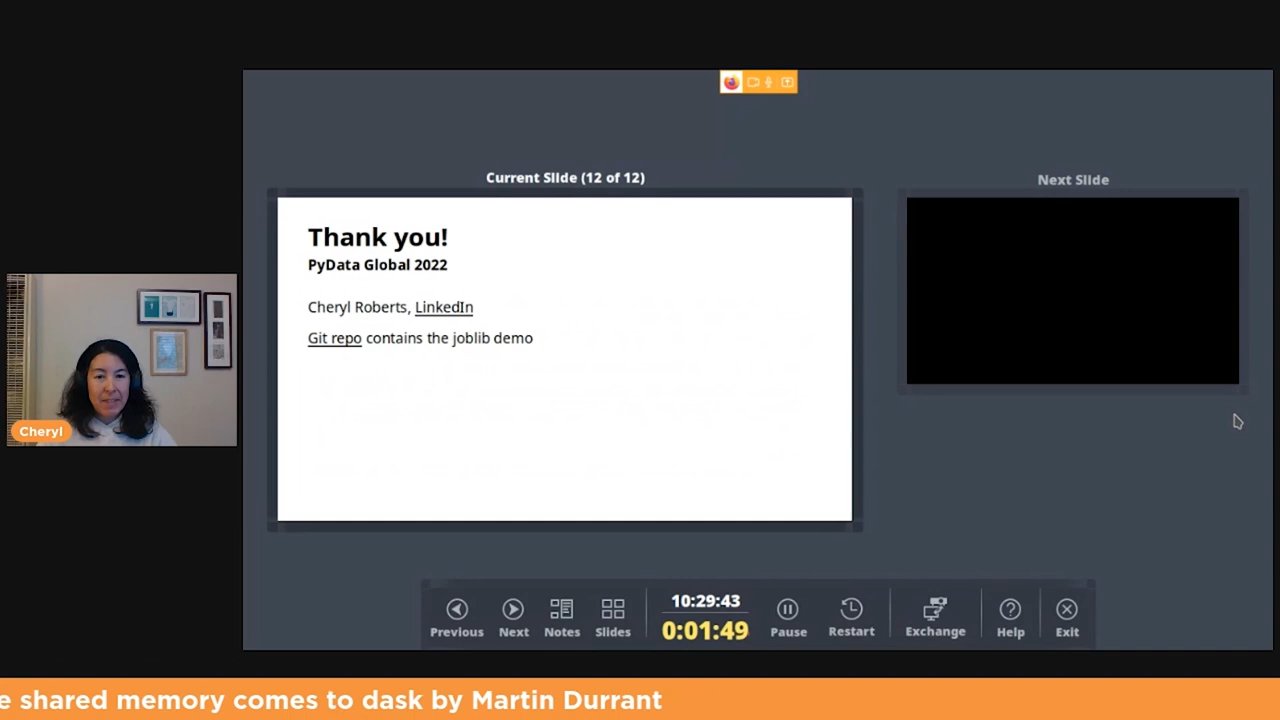 Current Slide (12 of 12)
Next Slide
Thank you!
PyData Global 2022
Cheryl Roberts, LinkedIn
Git repo contains the joblib demo
Cheryl
Previous
Next
Notes
Slides
10:29:43
0:01:49
Pause
Restart
Exchange
Help
Exit
e shared memory comes to dask by Martin Durrant